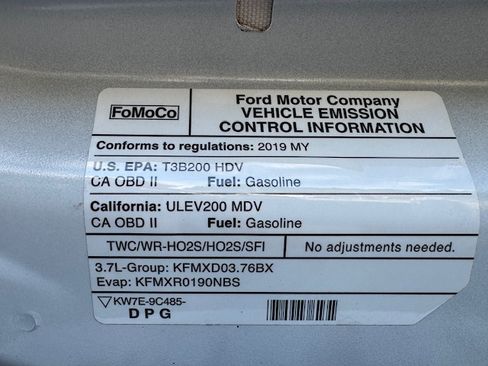 FoMoCo
Ford Motor Company
VEHICLE EMISSION
CONTROL INFORMATION
Conforms to regulations: 2019 MY
U.S. EPA: T3B200 HDV
CA OBD II Fuel: Gasoline
California: ULEV200 MDV
CA OBD II Fuel: Gasoline
TWC/WR-HO2S/HO2S/SFI No adjustments needed.
3.7L-Group: KFMXD03.76BX
Evap: KFMXR0190NBS
KW7E-9C485-
DPG